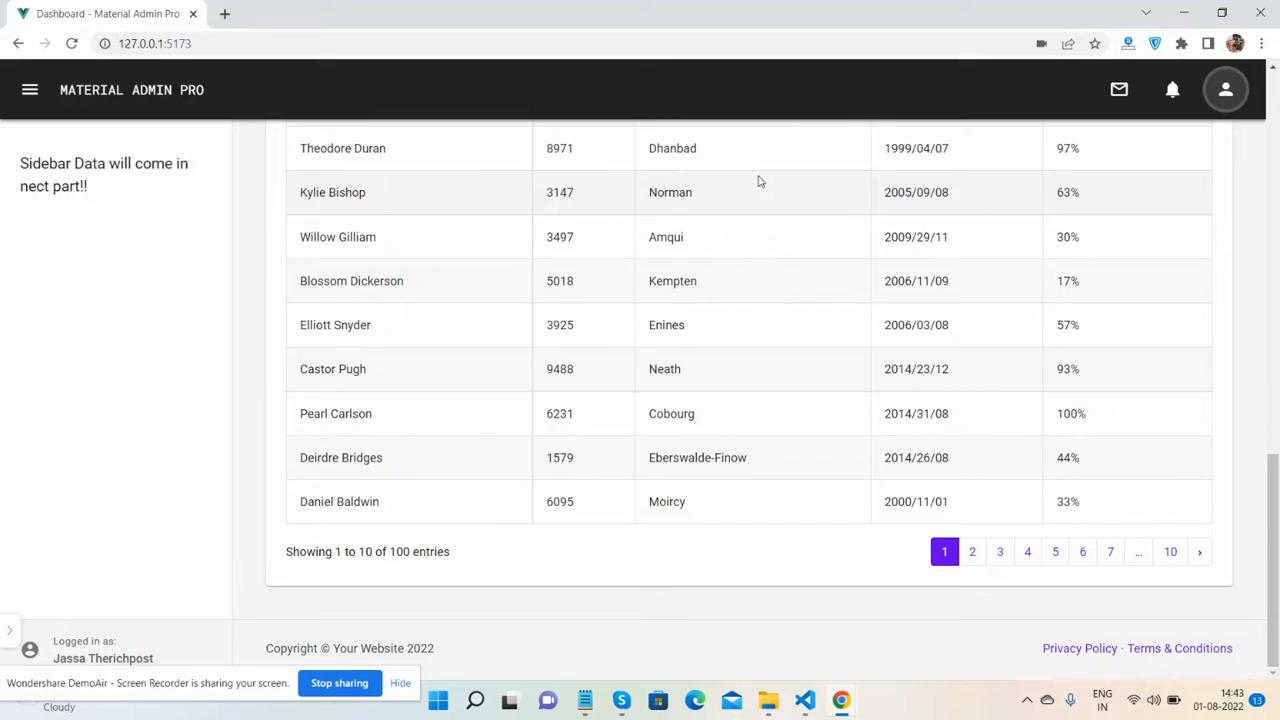 Dashboard - Material Admin Pro
127.0.0.1:5173
MATERIAL ADMIN PRO
Sidebar Data will come in
nect part!!
Theodore Duran 8971 Dhanbad 1999/04/07 97%
Kylie Bishop 3147 Norman 2005/09/08 63%
Willow Gilliam 3497 Amqui 2009/29/11 30%
Blossom Dickerson 5018 Kempten 2006/11/09 17%
Elliott Snyder 3925 Enines 2006/03/08 57%
Castor Pugh 9488 Neath 2014/23/12 93%
Pearl Carlson 6231 Cobourg 2014/31/08 100%
Deirdre Bridges 1579 Eberswalde-Finow 2014/26/08 44%
Daniel Baldwin 6095 Moircy 2000/11/01 33%
Showing 1 to 10 of 100 entries 1 2 3 4 5 6 7 ... 10 ›
Logged in as:
Jassa Therichpost
Copyright © Your Website 2022 Privacy Policy · Terms & Conditions
Wondershare DemoAir - Screen Recorder is sharing your screen. Stop sharing Hide
Cloudy
ENG
IN
14:43
01-08-2022
13